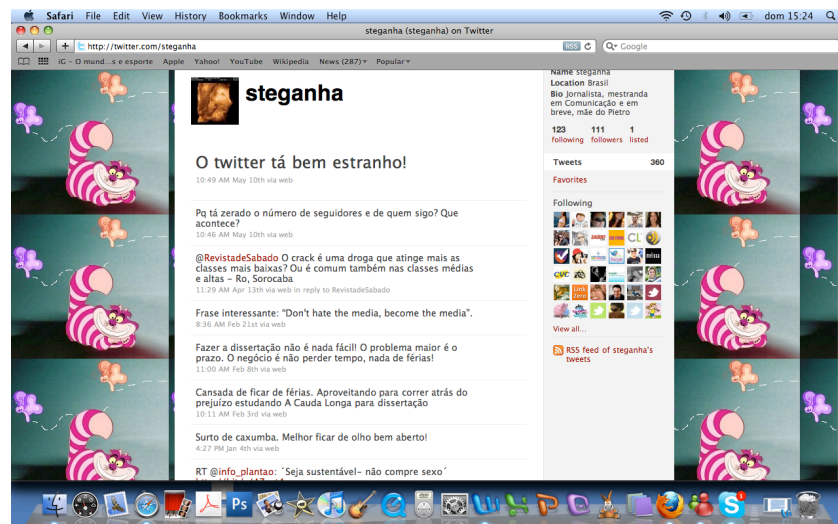 Safari File Edit View History Bookmarks Window Help dom 15:24
steganha (steganha) on Twitter
http://twitter.com/steganha RSS Google
iG - O mund...s e esporte Apple Yahoo! YouTube Wikipedia News (287) Popular
steganha
O twitter tá bem estranho!
10:49 AM May 10th via web
Pq tá zerado o número de seguidores e de quem sigo? Que
acontece?
10:46 AM May 10th via web
@RevistadeSabado O crack é uma droga que atinge mais as
classes mais baixas? Ou é comum também nas classes médias
e altas - Ro, Sorocaba
11:29 AM Apr 13th via web in reply to RevistadeSabado
Frase interessante: "Don't hate the media, become the media".
8:36 AM Feb 21st via web
Fazer a dissertação não é nada fácil! O problema maior é o
prazo. O negócio é não perder tempo, nada de férias!
11:00 AM Feb 8th via web
Cansada de ficar de férias. Aproveitando para correr atrás do
prejuízo estudando A Cauda Longa para dissertação
10:11 AM Feb 3rd via web
Surto de caxumba. Melhor ficar de olho bem aberto!
4:27 PM Jan 4th via web
RT @info_plantao: ´Seja sustentável- não compre sexo´
Name steganha
Location Brasil
Bio Jornalista, mestranda
em Comunicação e em
breve, mãe do Pietro
123 111 1
following followers listed
Tweets 360
Favorites
Following
CVC
Link
Zero
View all...
RSS feed of steganha's
tweets
Ps